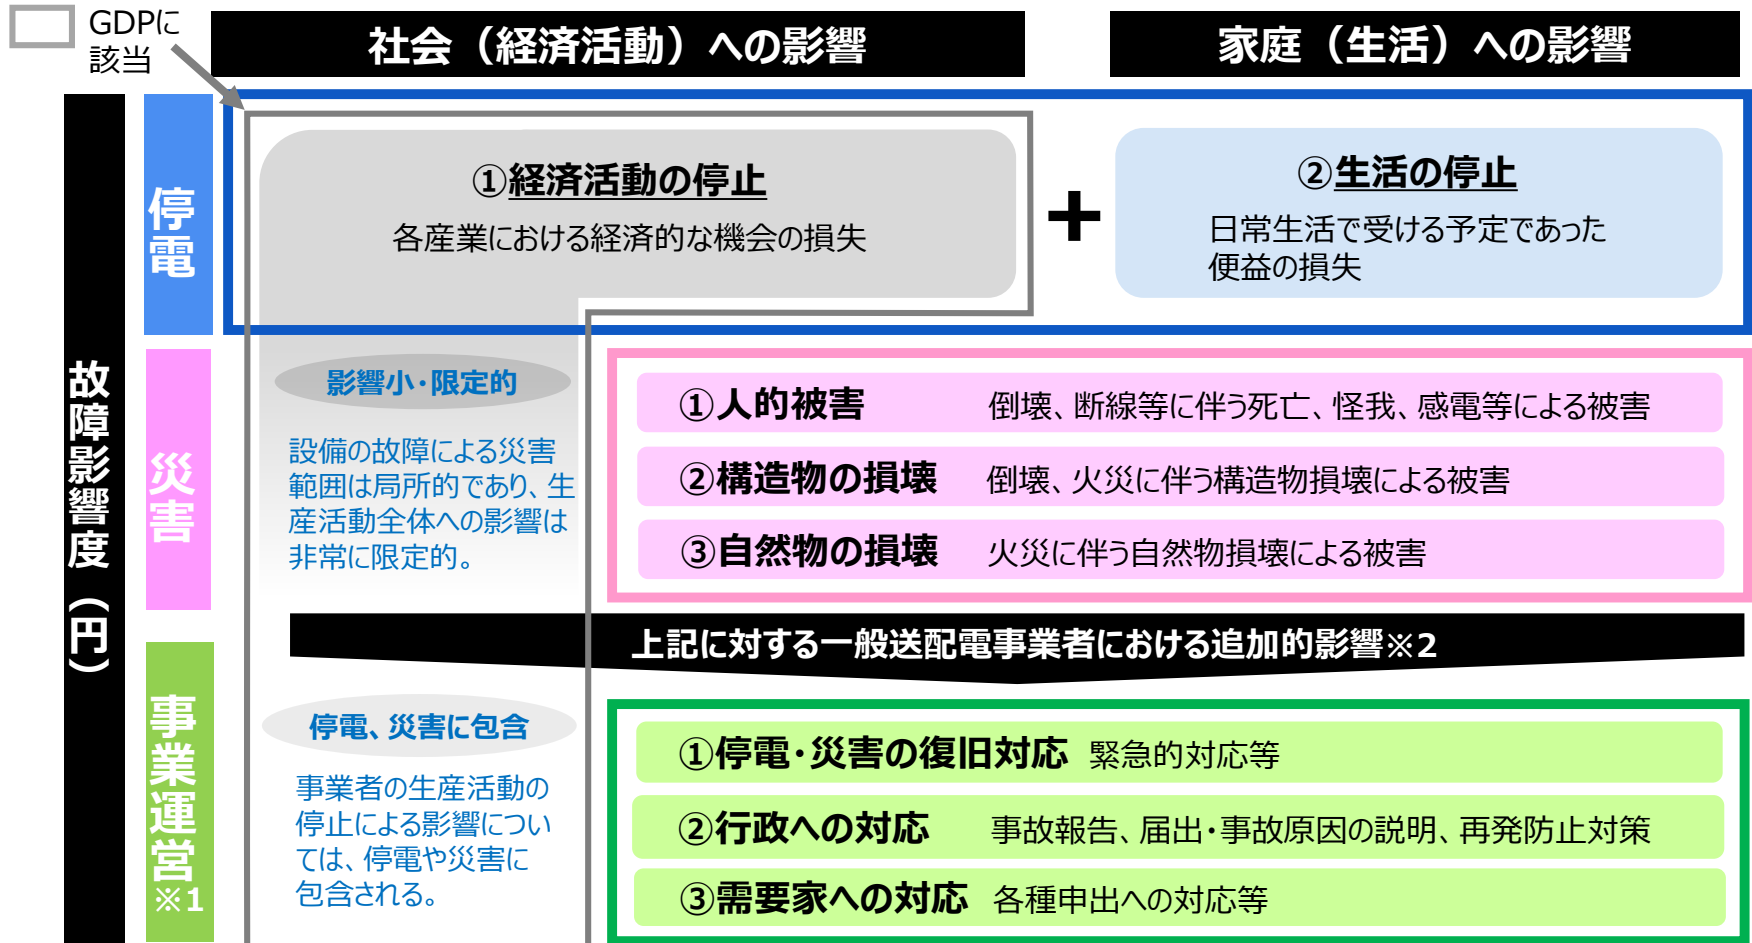 GDPに
該当
社会（経済活動）への影響
家庭（生活）への影響
故障影響度（円）
停電
①経済活動の停止
各産業における経済的な機会の損失
+
②生活の停止
日常生活で受ける予定であった
便益の損失
災害
影響小・限定的
設備の故障による災害
範囲は局所的であり、生
産活動全体への影響は
非常に限定的。
①人的被害 倒壊、断線等に伴う死亡、怪我、感電等による被害
②構造物の損壊 倒壊、火災に伴う構造物損壊による被害
③自然物の損壊 火災に伴う自然物損壊による被害
上記に対する一般送配電事業者における追加的影響※2
事業運営
※1
停電、災害に包含
事業者の生産活動の
停止による影響につい
ては、停電や災害に
包含される。
①停電・災害の復旧対応 緊急的対応等
②行政への対応 事故報告、届出・事故原因の説明、再発防止対策
③需要家への対応 各種申出への対応等